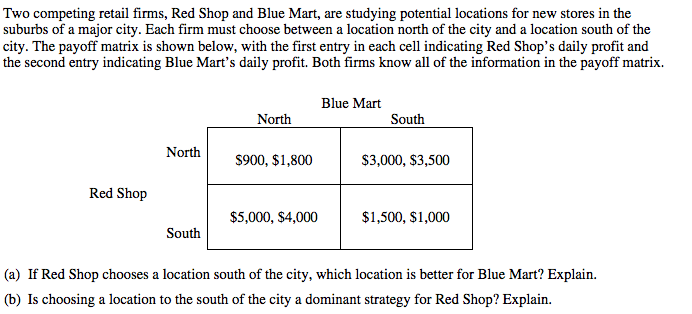 Two competing retail firms, Red Shop and Blue Mart, are studying potential locations for new stores in the
suburbs of a major city. Each firm must choose between a location north of the city and a location south of the
city. The payoff matrix is shown below, with the first entry in each cell indicating Red Shop's daily profit and
the second entry indicating Blue Mart's daily profit. Both firms know all of the information in the payoff matrix.
Blue Mart
North South
North $900, $1,800 $3,000, $3,500
Red Shop
South $5,000, $4,000 $1,500, $1,000
(a) If Red Shop chooses a location south of the city, which location is better for Blue Mart? Explain.
(b) Is choosing a location to the south of the city a dominant strategy for Red Shop? Explain.